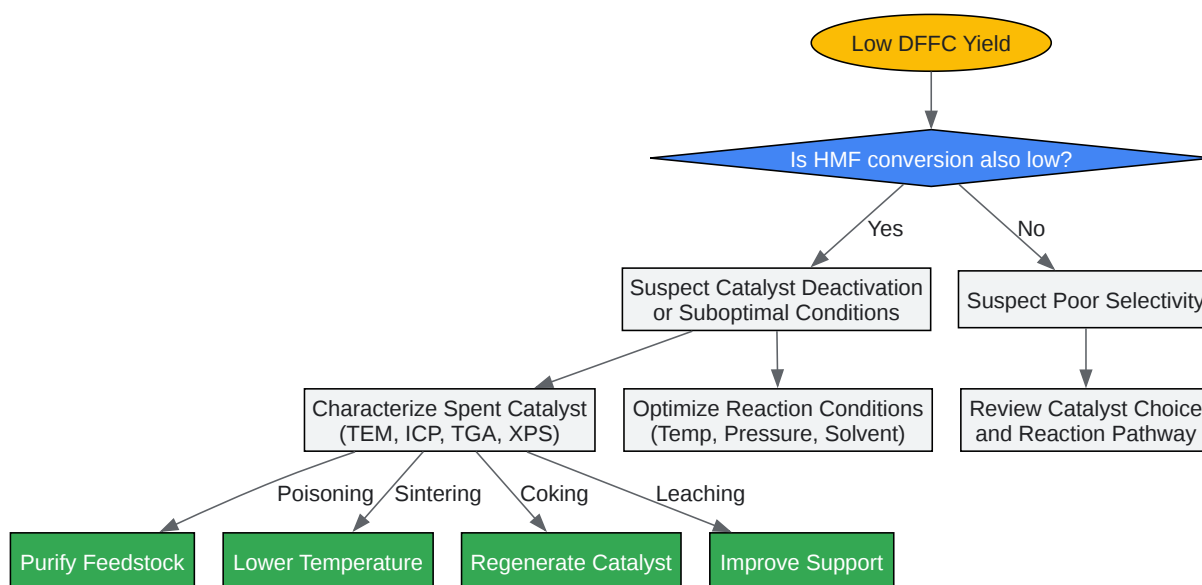 Low DFFC Yield
Is HMF conversion also low?
Yes
No
Suspect Catalyst Deactivation
or Suboptimal Conditions
Suspect Poor Selectivity
Characterize Spent Catalyst
(TEM, ICP, TGA, XPS)
Optimize Reaction Conditions
(Temp, Pressure, Solvent)
Review Catalyst Choice
and Reaction Pathway
Poisoning
Sintering
Coking
Leaching
Purify Feedstock
Lower Temperature
Regenerate Catalyst
Improve Support